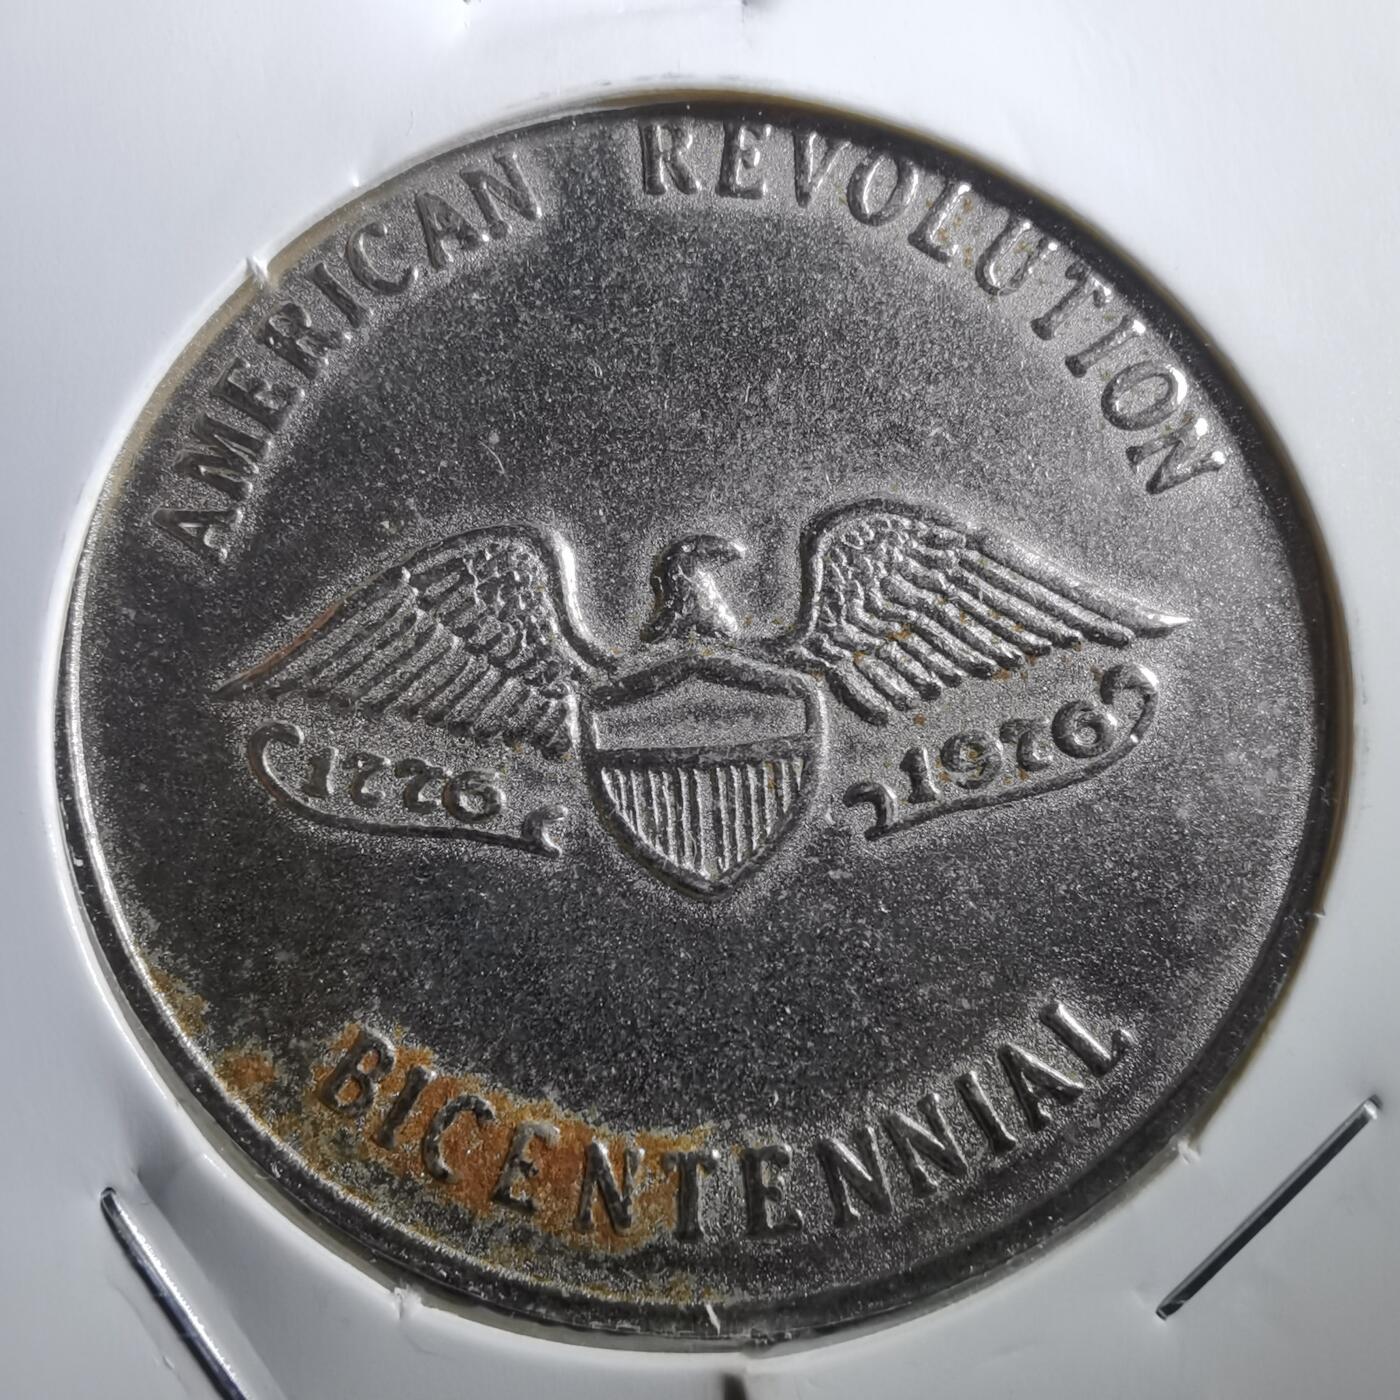 AMERICAN REVOLUTION
1776
1976
BICENTENNIAL